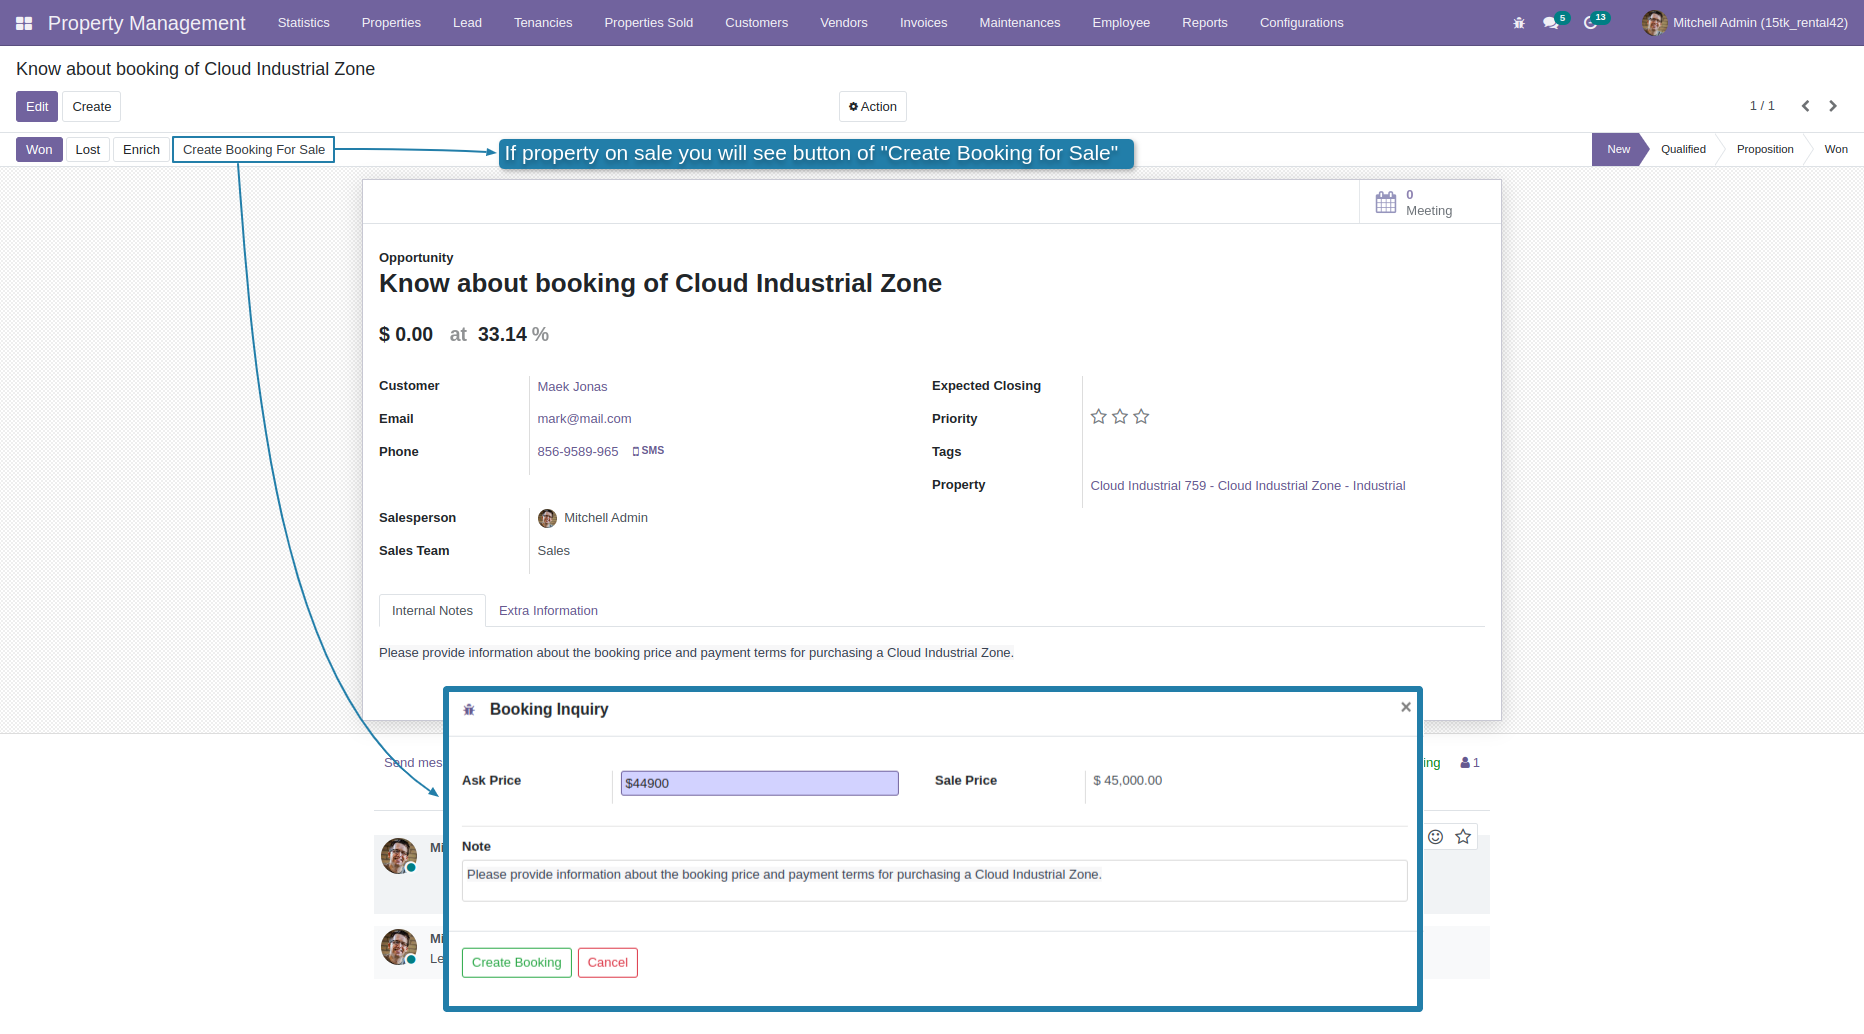 Property Management Statistics Properties Lead Tenancies Properties Sold Customers Vendors Invoices Maintenances Employee Reports Configurations 5 13 Mitchell Admin (15tk_rental42)
Know about booking of Cloud Industrial Zone
Edit Create Action 1 / 1
Won Lost Enrich Create Booking For Sale If property on sale you will see button of "Create Booking for Sale" New Qualified Proposition Won
0
Meeting
Opportunity
Know about booking of Cloud Industrial Zone
$ 0.00 at 33.14 %
Customer Maek Jonas Expected Closing
Email mark@mail.com Priority
Phone 856-9589-965 SMS Tags
Property Cloud Industrial 759 - Cloud Industrial Zone - Industrial
Salesperson Mitchell Admin
Sales Team Sales
Internal Notes Extra Information
Please provide information about the booking price and payment terms for purchasing a Cloud Industrial Zone.
Booking Inquiry ×
Send mes ing 1
Ask Price $44900 Sale Price $ 45,000.00
Note
Mi
Please provide information about the booking price and payment terms for purchasing a Cloud Industrial Zone.
Mi
Le
Create Booking Cancel